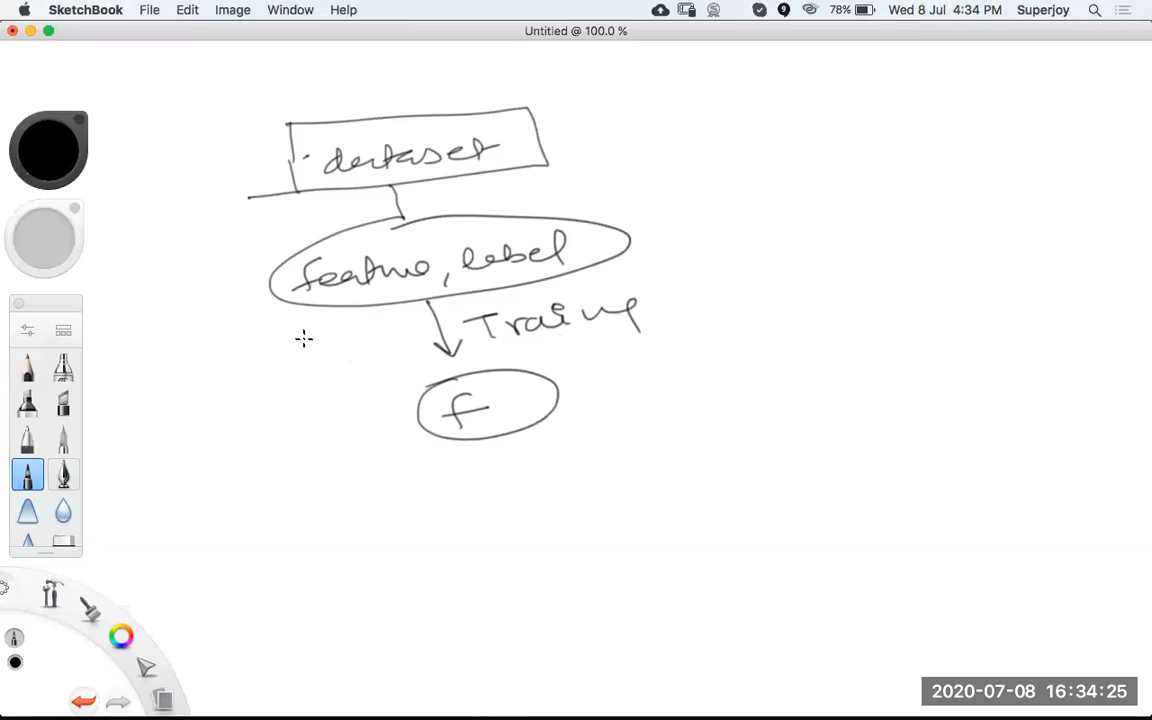 SketchBook File Edit Image Window Help 78% Wed 8 Jul 4:34 PM Superjoy
Untitled @ 100.0 %
dataset
feature, label
Training
f
2020-07-08 16:34:25